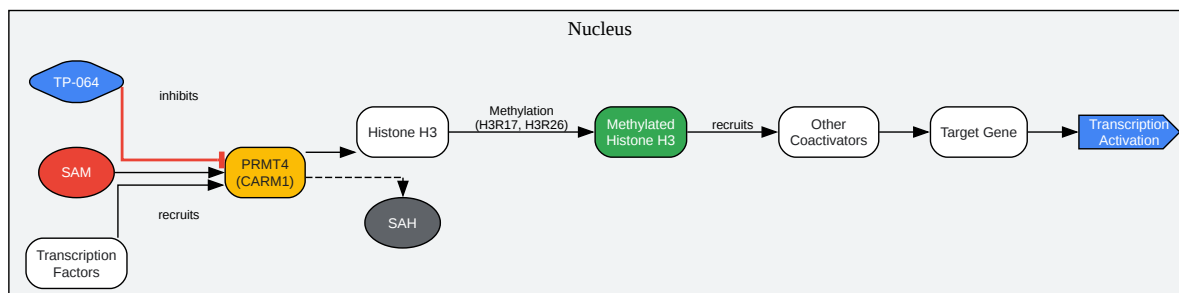 Nucleus
TP-064
inhibits
SAM
recruits
Transcription
Factors
PRMT4
(CARM1)
Histone H3
SAH
Methylation
(H3R17, H3R26)
Methylated
Histone H3
recruits
Other
Coactivators
Target Gene
Transcription
Activation